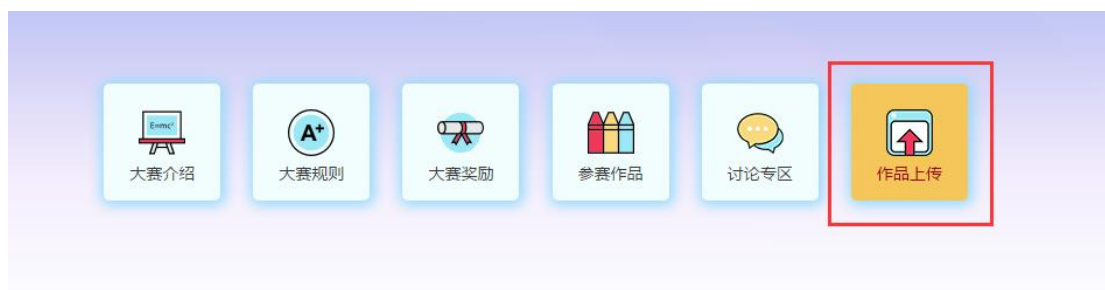 E=mc²
A+
大赛介绍
大赛规则
大赛奖励
参赛作品
讨论专区
作品上传